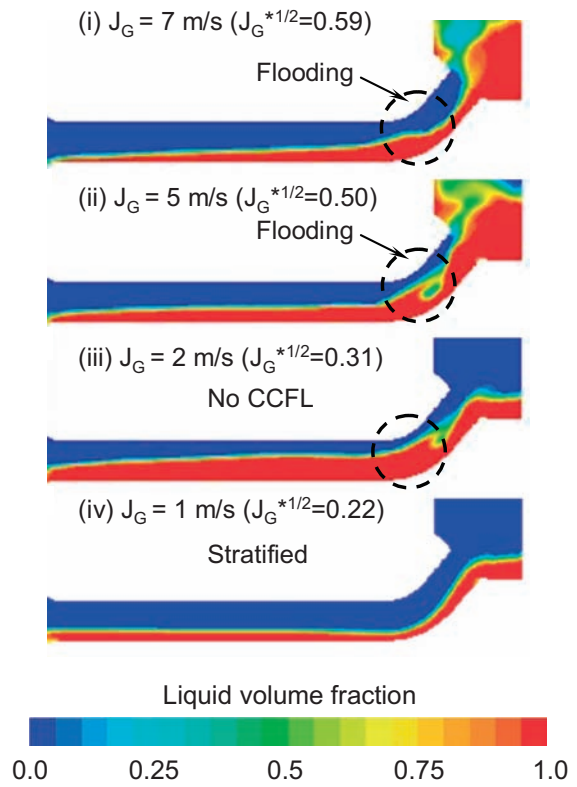 (i) J_G = 7 m/s (J_G*^1/2=0.59)
Flooding
(ii) J_G = 5 m/s (J_G*^1/2=0.50)
Flooding
(iii) J_G = 2 m/s (J_G*^1/2=0.31)
No CCFL
(iv) J_G = 1 m/s (J_G*^1/2=0.22)
Stratified
Liquid volume fraction
0.0 0.25 0.5 0.75 1.0